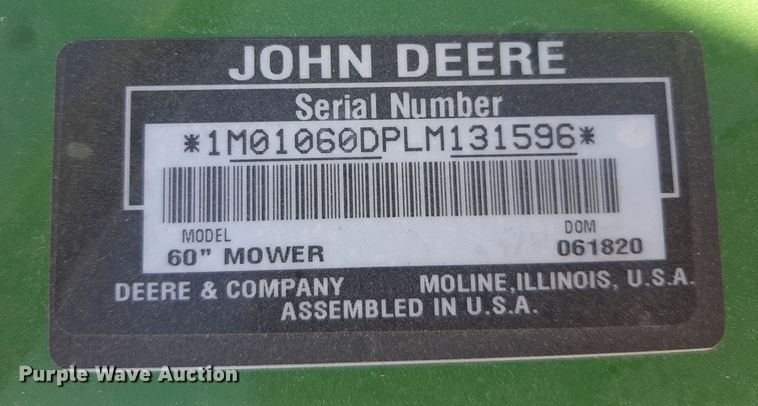 JOHN DEERE
Serial Number
*1M01060DPLM131596*
MODEL DOM
60" MOWER 061820
DEERE & COMPANY MOLINE, ILLINOIS, U.S.A.
ASSEMBLED IN U.S.A.
Purple Wave Auction